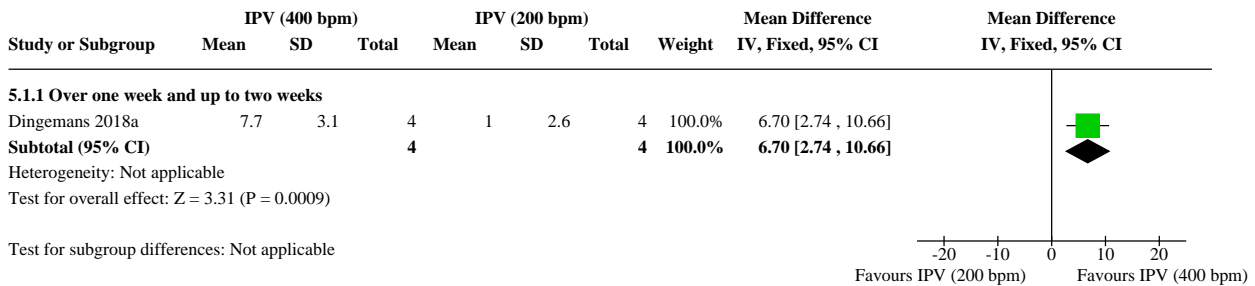 IPV (400 bpm) IPV (200 bpm) Mean Difference Mean Difference
Study or Subgroup Mean SD Total Mean SD Total Weight IV, Fixed, 95% CI IV, Fixed, 95% CI
5.1.1 Over one week and up to two weeks
Dingemans 2018a 7.7 3.1 4 1 2.6 4 100.0% 6.70 [2.74 , 10.66]
Subtotal (95% CI) 4 4 100.0% 6.70 [2.74 , 10.66]
Heterogeneity: Not applicable
Test for overall effect: Z = 3.31 (P = 0.0009)
Test for subgroup differences: Not applicable
-20 -10 0 10 20
Favours IPV (200 bpm) Favours IPV (400 bpm)